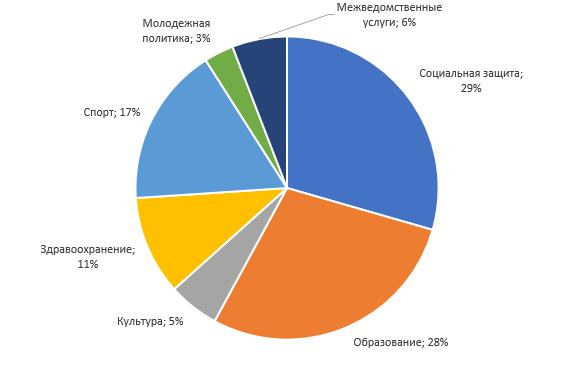 Межведомственные
услуги; 6%
Молодежная
политика; 3%
Социальная защита;
29%
Спорт; 17%
Здравоохранение;
11%
Культура; 5%
Образование; 28%